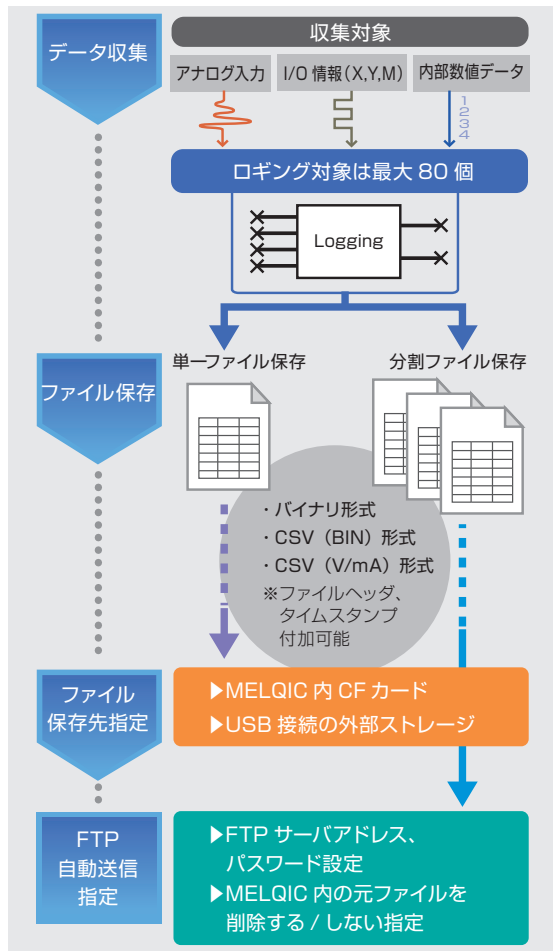 データ収集
収集対象
アナログ入力
I/O 情報(X,Y,M)
内部数値データ
1
2
3
4
ロギング対象は最大 80 個
Logging
ファイル保存
単一ファイル保存
分割ファイル保存
・バイナリ形式
・CSV（BIN）形式
・CSV（V/mA）形式
※ファイルヘッダ、
タイムスタンプ
付加可能
ファイル
保存先指定
▶MELQIC 内 CF カード
▶USB 接続の外部ストレージ
FTP
自動送信
指定
▶FTP サーバアドレス、
パスワード設定
▶MELQIC 内の元ファイルを
削除する / しない指定